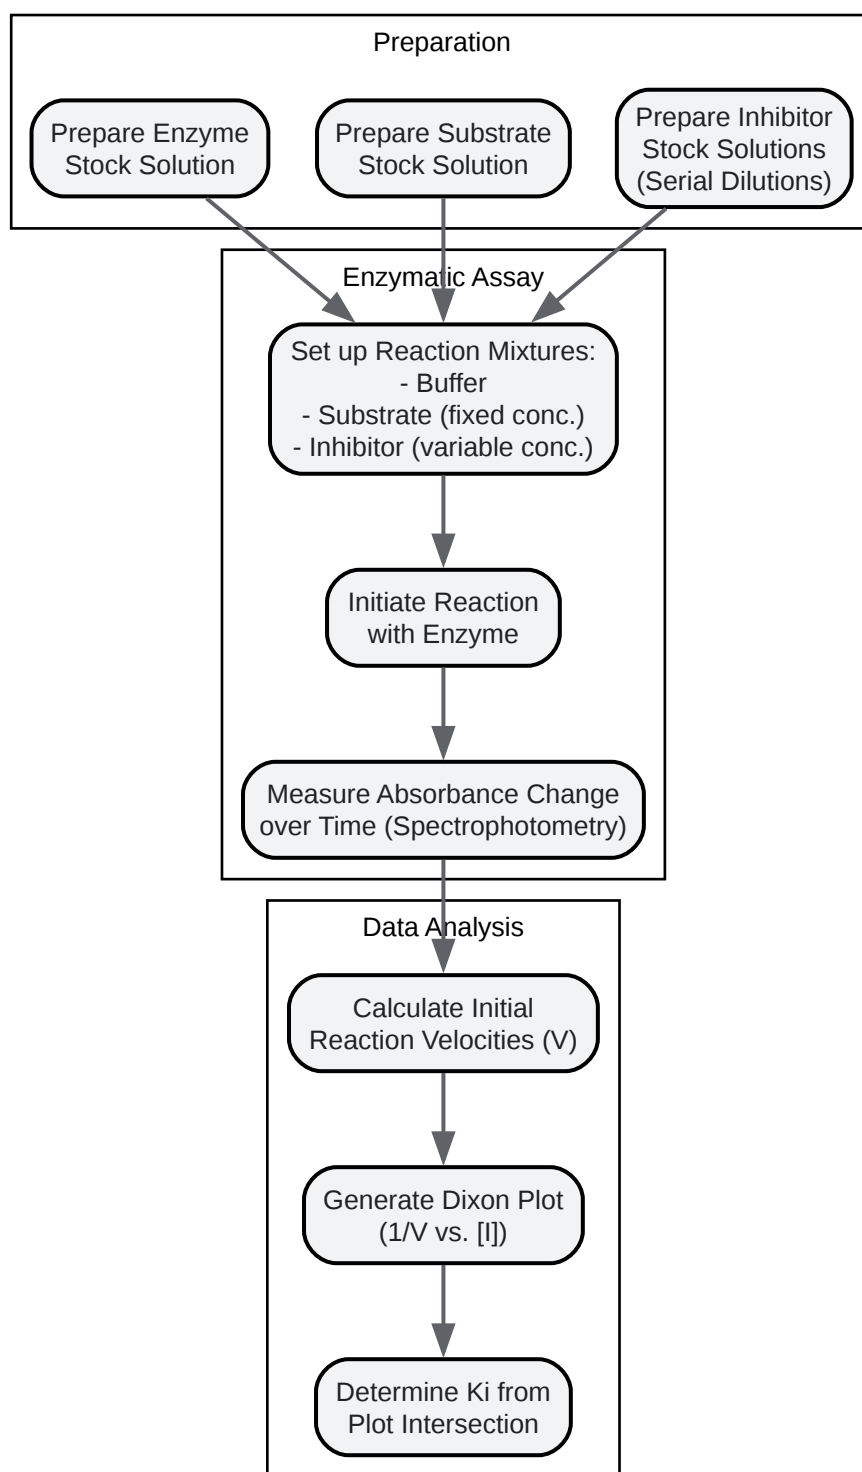 Preparation
Prepare Enzyme
Stock Solution
Prepare Substrate
Stock Solution
Prepare Inhibitor
Stock Solutions
(Serial Dilutions)
Enzymatic Assay
Set up Reaction Mixtures:
- Buffer
- Substrate (fixed conc.)
- Inhibitor (variable conc.)
Initiate Reaction
with Enzyme
Measure Absorbance Change
over Time (Spectrophotometry)
Data Analysis
Calculate Initial
Reaction Velocities (V)
Generate Dixon Plot
(1/V vs. [I])
Determine Ki from
Plot Intersection